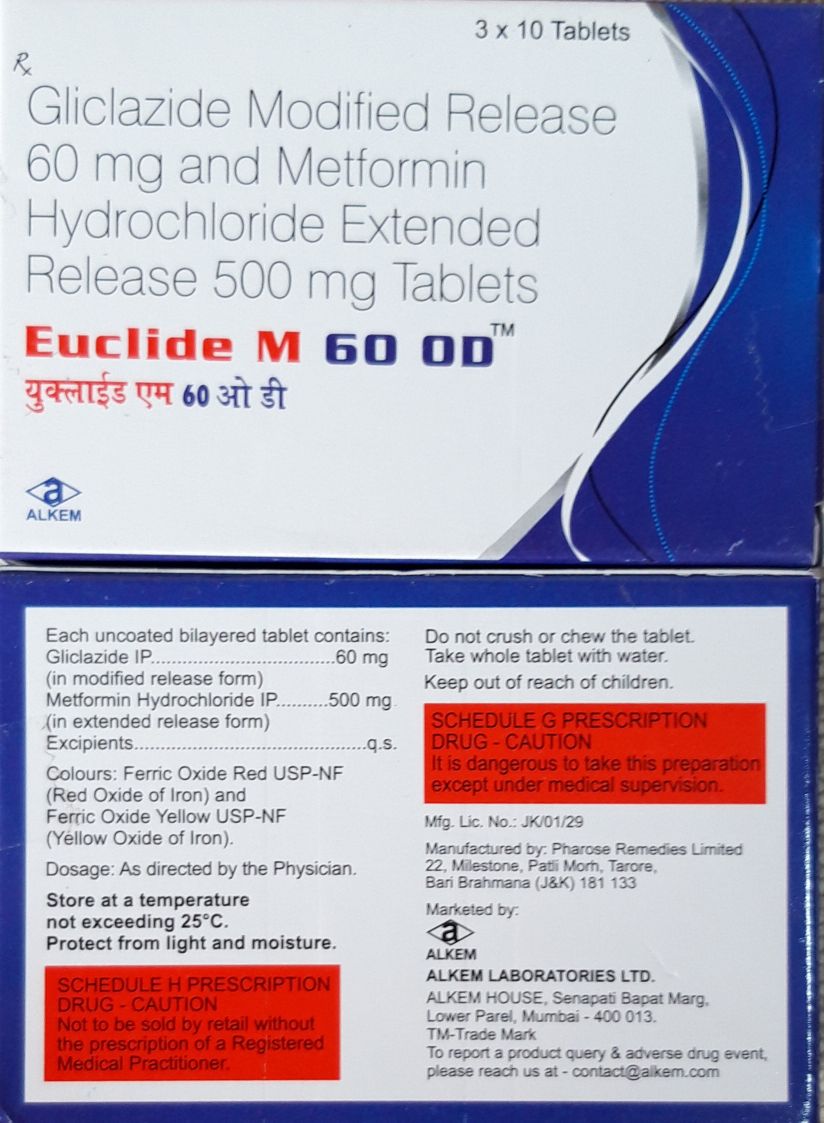 3 x 10 Tablets
Rx
Gliclazide Modified Release
60 mg and Metformin
Hydrochloride Extended
Release 500 mg Tablets
Euclide M 60 OD™
युक्लाईड एम 60 ओ डी
a
ALKEM
Each uncoated bilayered tablet contains:
Gliclazide IP..................................60 mg
(in modified release form)
Metformin Hydrochloride IP..........500 mg
(in extended release form)
Excipients...........................................q.s.
Colours: Ferric Oxide Red USP-NF
(Red Oxide of Iron) and
Ferric Oxide Yellow USP-NF
(Yellow Oxide of Iron).
Dosage: As directed by the Physician.
Store at a temperature
not exceeding 25°C.
Protect from light and moisture.
SCHEDULE H PRESCRIPTION
DRUG - CAUTION
Not to be sold by retail without
the prescription of a Registered
Medical Practitioner.
Do not crush or chew the tablet.
Take whole tablet with water.
Keep out of reach of children.
SCHEDULE G PRESCRIPTION
DRUG - CAUTION
It is dangerous to take this preparation
except under medical supervision.
Mfg. Lic. No.: JK/01/29
Manufactured by: Pharose Remedies Limited
22, Milestone, Patli Morh, Tarore,
Bari Brahmana (J&K) 181 133
Marketed by:
a
ALKEM
ALKEM LABORATORIES LTD.
ALKEM HOUSE, Senapati Bapat Marg,
Lower Parel, Mumbai - 400 013.
TM-Trade Mark
To report a product query & adverse drug event,
please reach us at - contact@alkem.com